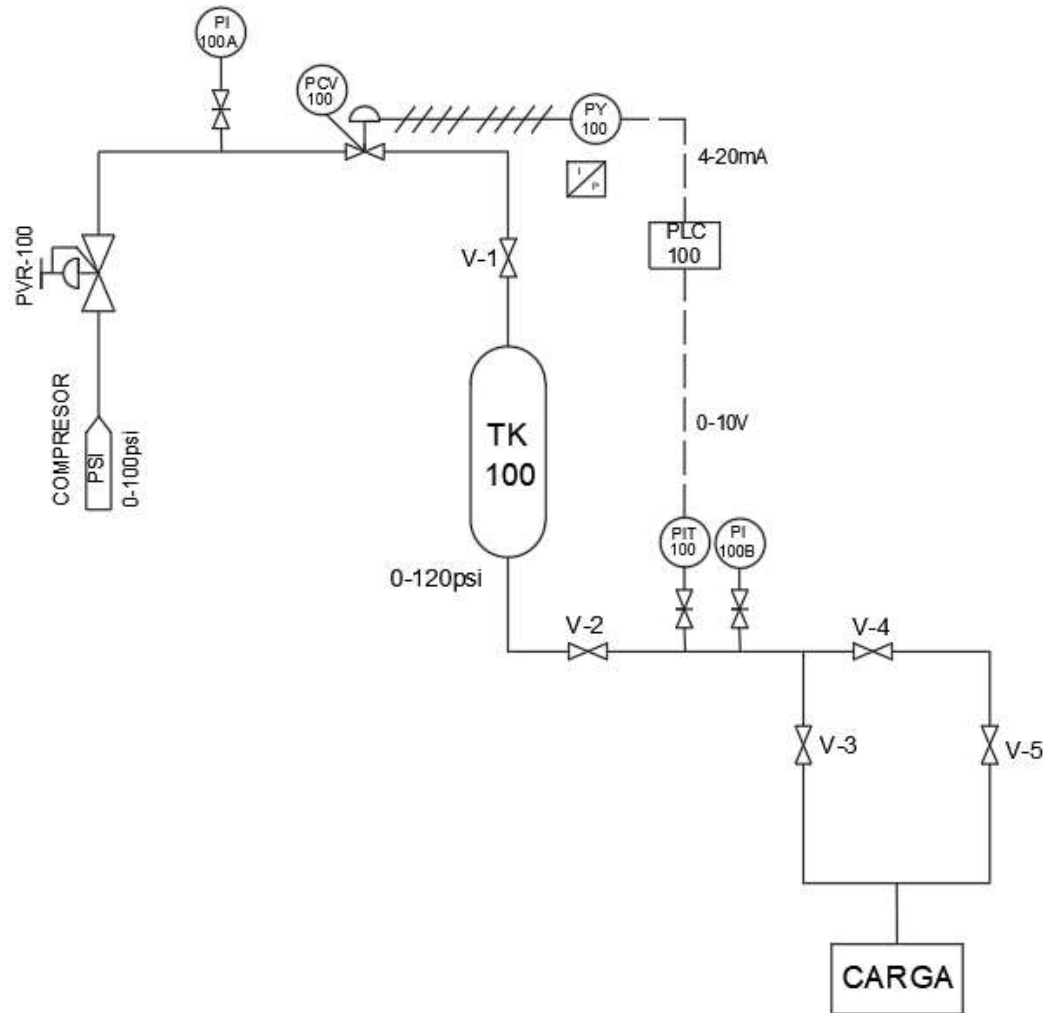 PI
100A
PCV
100
PY
100
I
P
4-20mA
PLC
100
PVR-100
V-1
COMPRESOR
PSI
0-100psi
TK
100
0-10V
PIT
100
PI
100B
0-120psi
V-2
V-4
V-3
V-5
CARGA